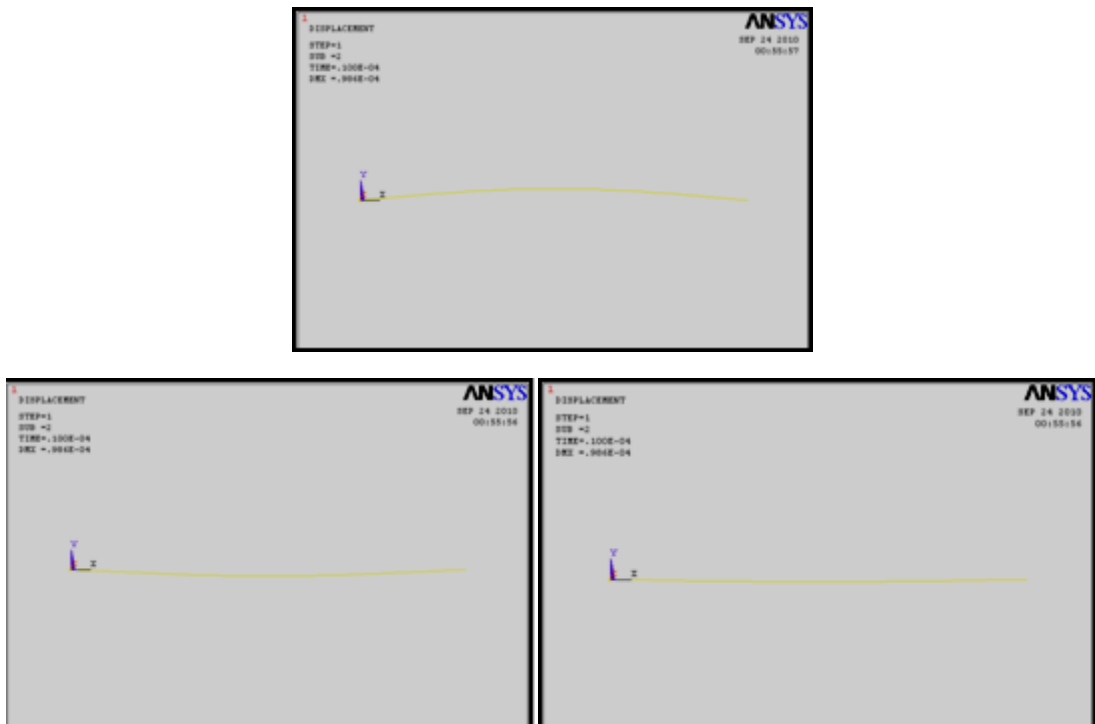 1
DISPLACEMENT
STEP=1
SUB =2
TIME=.100E-04
DMX =.986E-04
ANSYS
SEP 24 2010
00:55:57
Y
X
1
DISPLACEMENT
STEP=1
SUB =2
TIME=.100E-04
DMX =.986E-04
ANSYS
SEP 24 2010
00:55:56
Y
X
1
DISPLACEMENT
STEP=1
SUB =2
TIME=.100E-04
DMX =.986E-04
ANSYS
SEP 24 2010
00:55:56
Y
X